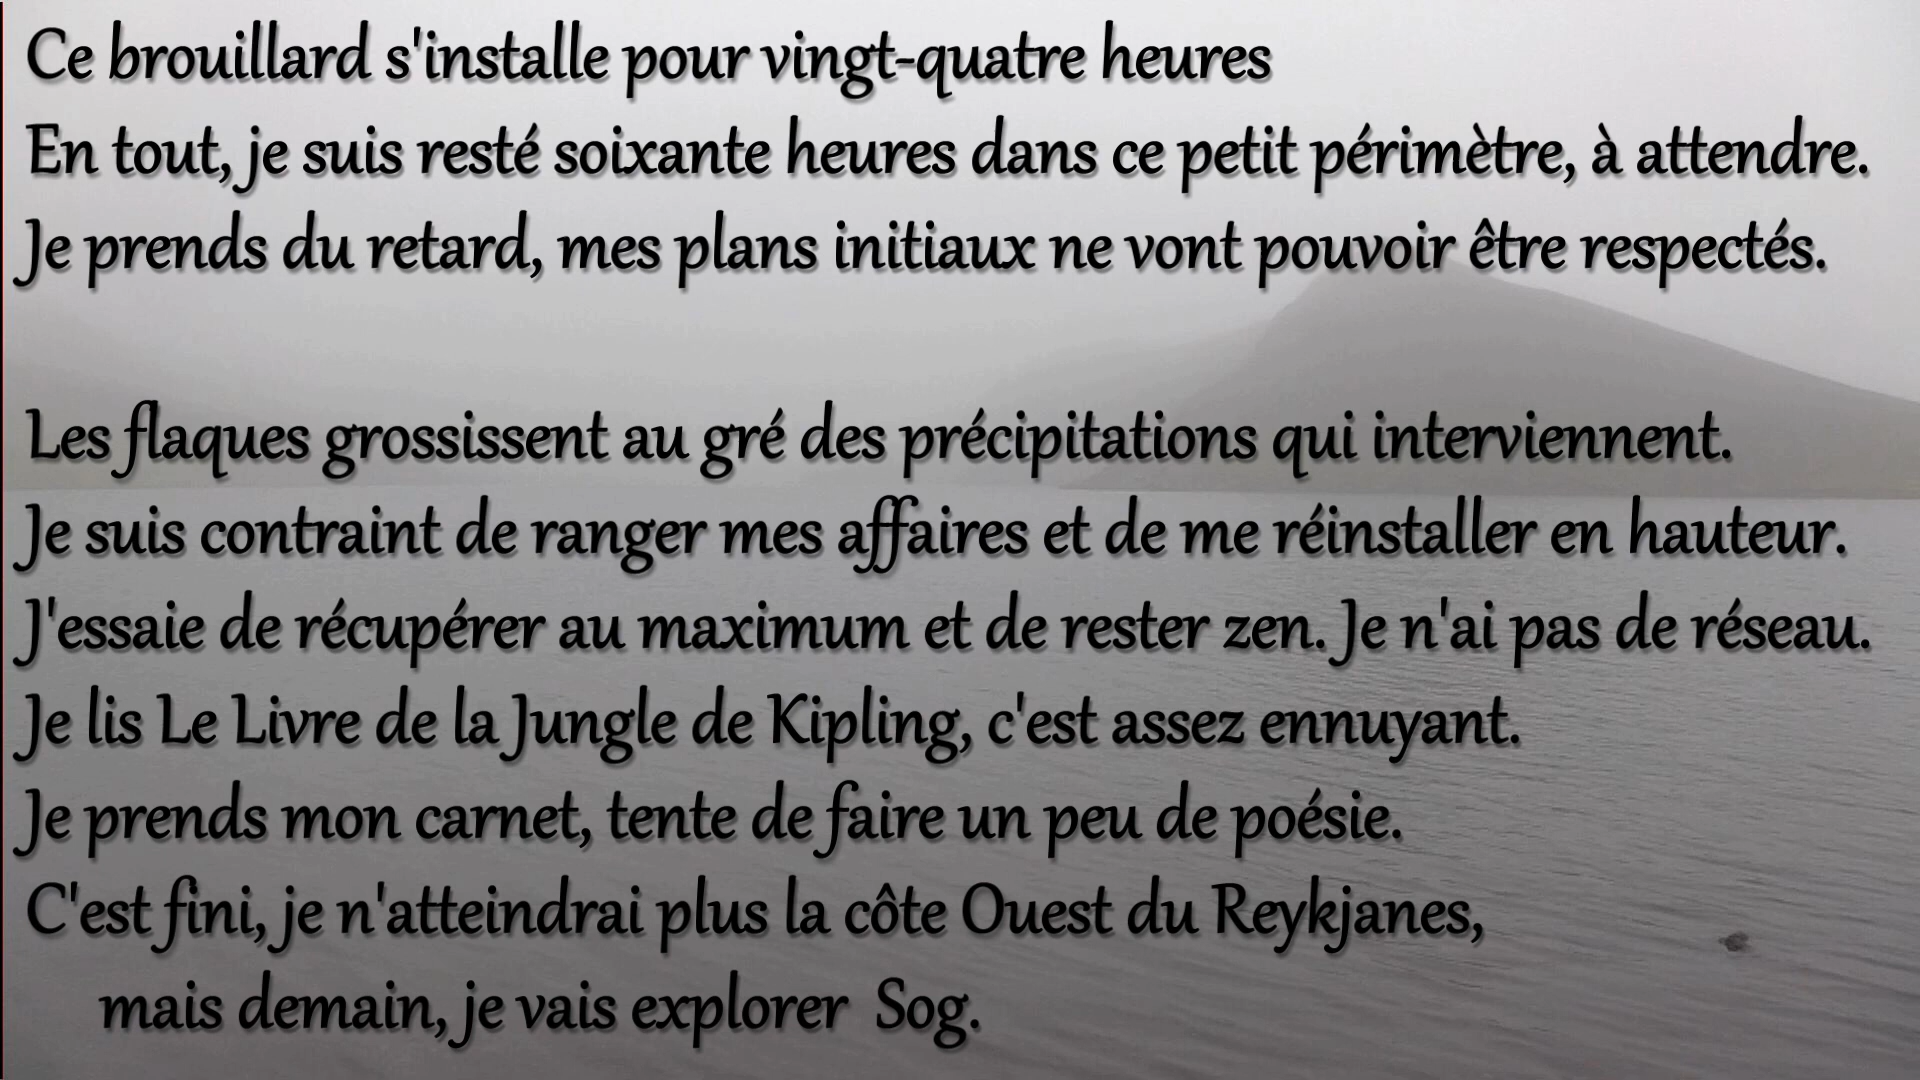 Ce brouillard s'installe pour vingt-quatre heures
En tout, je suis resté soixante heures dans ce petit périmètre, à attendre.
Je prends du retard, mes plans initiaux ne vont pouvoir être respectés.
Les flaques grossissent au gré des précipitations qui interviennent.
Je suis contraint de ranger mes affaires et de me réinstaller en hauteur.
J'essaie de récupérer au maximum et de rester zen. Je n'ai pas de réseau.
Je lis Le Livre de la Jungle de Kipling, c'est assez ennuyant.
Je prends mon carnet, tente de faire un peu de poésie.
C'est fini, je n'atteindrai plus la côte Ouest du Reykjanes,
mais demain, je vais explorer Sog.